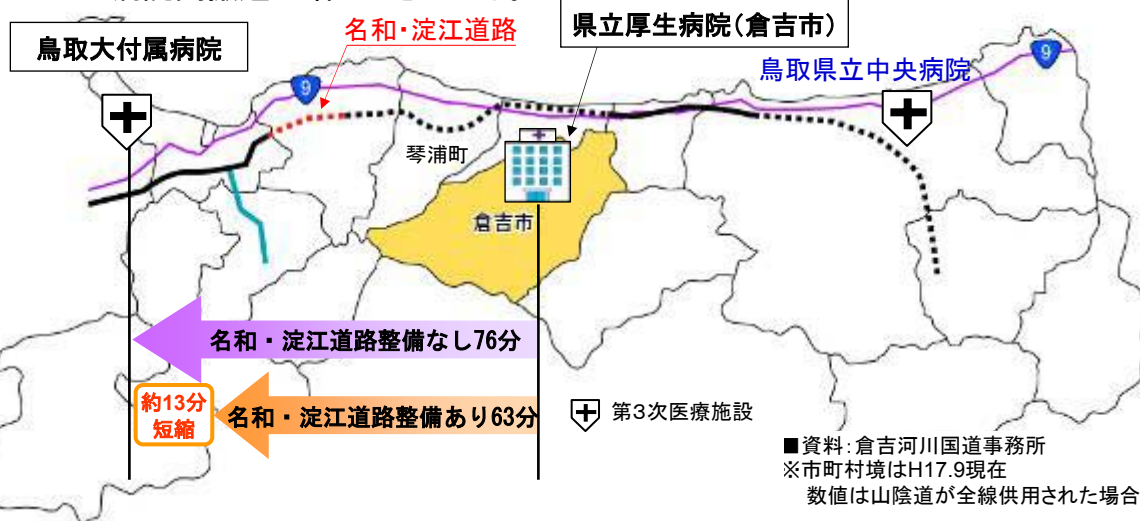 鳥取大付属病院
名和・淀江道路
県立厚生病院(倉吉市)
鳥取県立中央病院
9
9
琴浦町
倉吉市
名和・淀江道路整備なし76分
約13分
短縮
名和・淀江道路整備あり63分
第3次医療施設
■資料:倉吉河川国道事務所
※市町村境はH17.9現在
数値は山陰道が全線供用された場合